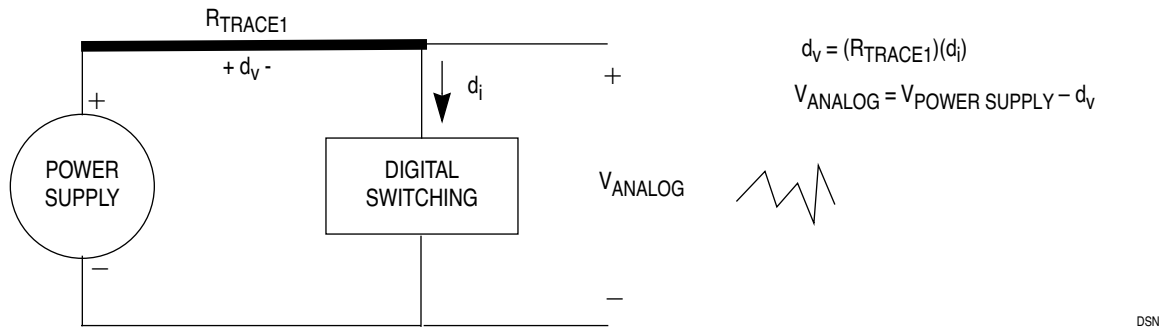 RTRACE1
+ dv -
di
+
POWER
SUPPLY
−
DIGITAL
SWITCHING
+
VANALOG
−
dv = (RTRACE1)(di)
VANALOG = VPOWER SUPPLY – dv
DSN